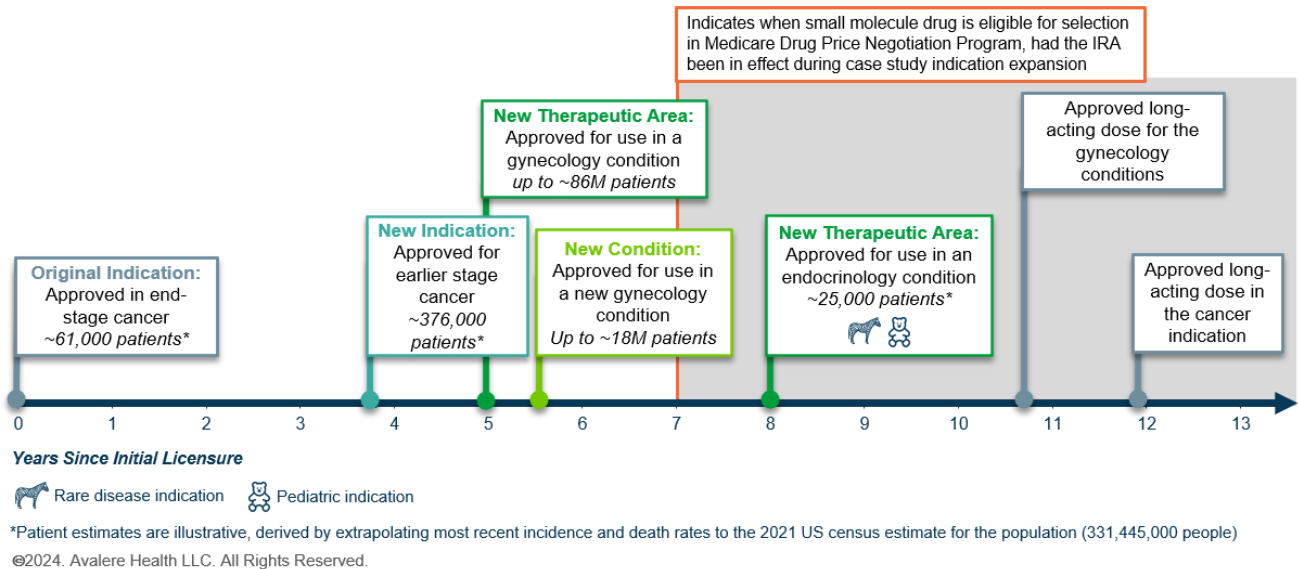 Indicates when small molecule drug is eligible for selection
in Medicare Drug Price Negotiation Program, had the IRA
been in effect during case study indication expansion
Original Indication:
Approved in end-
stage cancer
~61,000 patients*
New Indication:
Approved for
earlier stage
cancer
~376,000
patients*
New Therapeutic Area:
Approved for use in a
gynecology condition
up to ~86M patients
New Condition:
Approved for use in
a new gynecology
condition
Up to ~18M patients
New Therapeutic Area:
Approved for use in an
endocrinology condition
~25,000 patients*
Approved long-
acting dose for the
gynecology
conditions
Approved long-
acting dose in
the cancer
indication
0 1 2 3 4 5 6 7 8 9 10 11 12 13
Years Since Initial Licensure
Rare disease indication Pediatric indication
*Patient estimates are illustrative, derived by extrapolating most recent incidence and death rates to the 2021 US census estimate for the population (331,445,000 people)
©2024. Avalere Health LLC. All Rights Reserved.